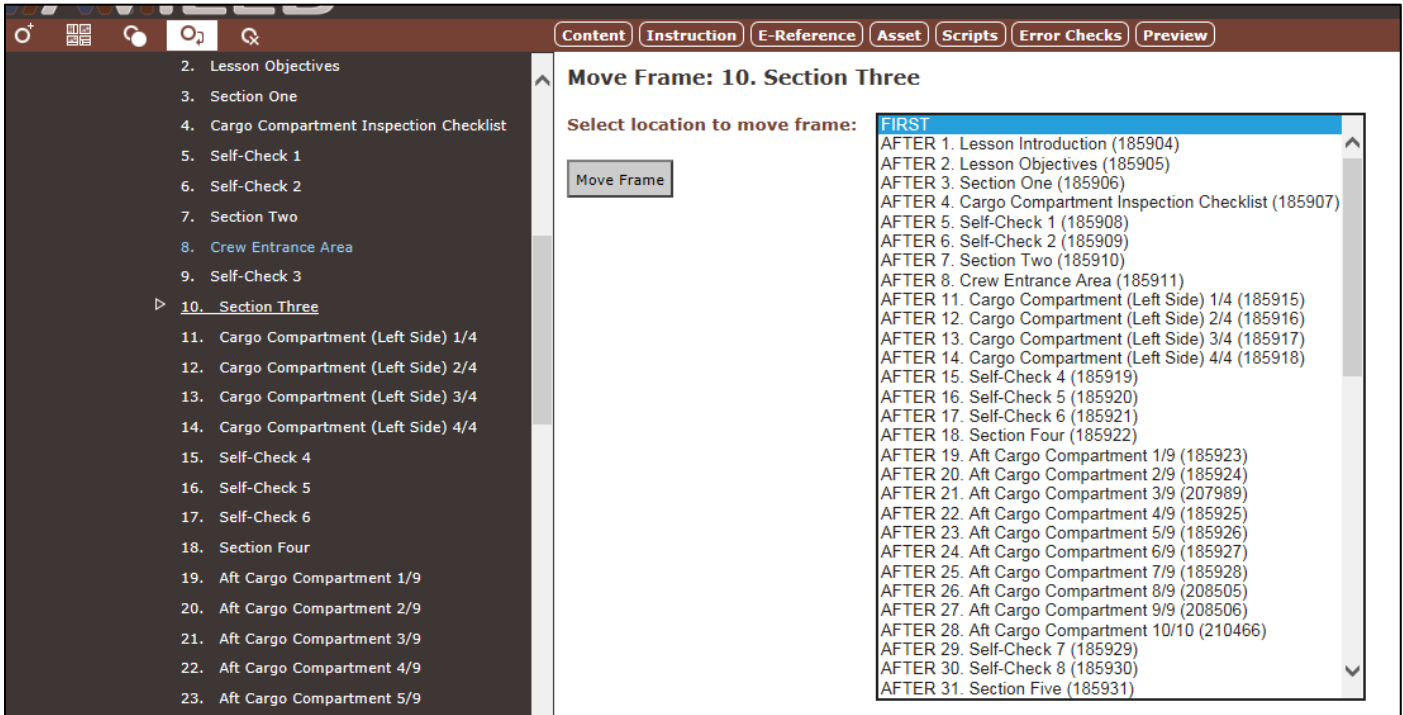 Content Instruction E-Reference Asset Scripts Error Checks Preview
2. Lesson Objectives
3. Section One
4. Cargo Compartment Inspection Checklist
5. Self-Check 1
6. Self-Check 2
7. Section Two
8. Crew Entrance Area
9. Self-Check 3
10. Section Three
11. Cargo Compartment (Left Side) 1/4
12. Cargo Compartment (Left Side) 2/4
13. Cargo Compartment (Left Side) 3/4
14. Cargo Compartment (Left Side) 4/4
15. Self-Check 4
16. Self-Check 5
17. Self-Check 6
18. Section Four
19. Aft Cargo Compartment 1/9
20. Aft Cargo Compartment 2/9
21. Aft Cargo Compartment 3/9
22. Aft Cargo Compartment 4/9
23. Aft Cargo Compartment 5/9
Move Frame: 10. Section Three
Select location to move frame:
Move Frame
FIRST
AFTER 1. Lesson Introduction (185904)
AFTER 2. Lesson Objectives (185905)
AFTER 3. Section One (185906)
AFTER 4. Cargo Compartment Inspection Checklist (185907)
AFTER 5. Self-Check 1 (185908)
AFTER 6. Self-Check 2 (185909)
AFTER 7. Section Two (185910)
AFTER 8. Crew Entrance Area (185911)
AFTER 11. Cargo Compartment (Left Side) 1/4 (185915)
AFTER 12. Cargo Compartment (Left Side) 2/4 (185916)
AFTER 13. Cargo Compartment (Left Side) 3/4 (185917)
AFTER 14. Cargo Compartment (Left Side) 4/4 (185918)
AFTER 15. Self-Check 4 (185919)
AFTER 16. Self-Check 5 (185920)
AFTER 17. Self-Check 6 (185921)
AFTER 18. Section Four (185922)
AFTER 19. Aft Cargo Compartment 1/9 (185923)
AFTER 20. Aft Cargo Compartment 2/9 (185924)
AFTER 21. Aft Cargo Compartment 3/9 (207989)
AFTER 22. Aft Cargo Compartment 4/9 (185925)
AFTER 23. Aft Cargo Compartment 5/9 (185926)
AFTER 24. Aft Cargo Compartment 6/9 (185927)
AFTER 25. Aft Cargo Compartment 7/9 (185928)
AFTER 26. Aft Cargo Compartment 8/9 (208505)
AFTER 27. Aft Cargo Compartment 9/9 (208506)
AFTER 28. Aft Cargo Compartment 10/10 (210466)
AFTER 29. Self-Check 7 (185929)
AFTER 30. Self-Check 8 (185930)
AFTER 31. Section Five (185931)